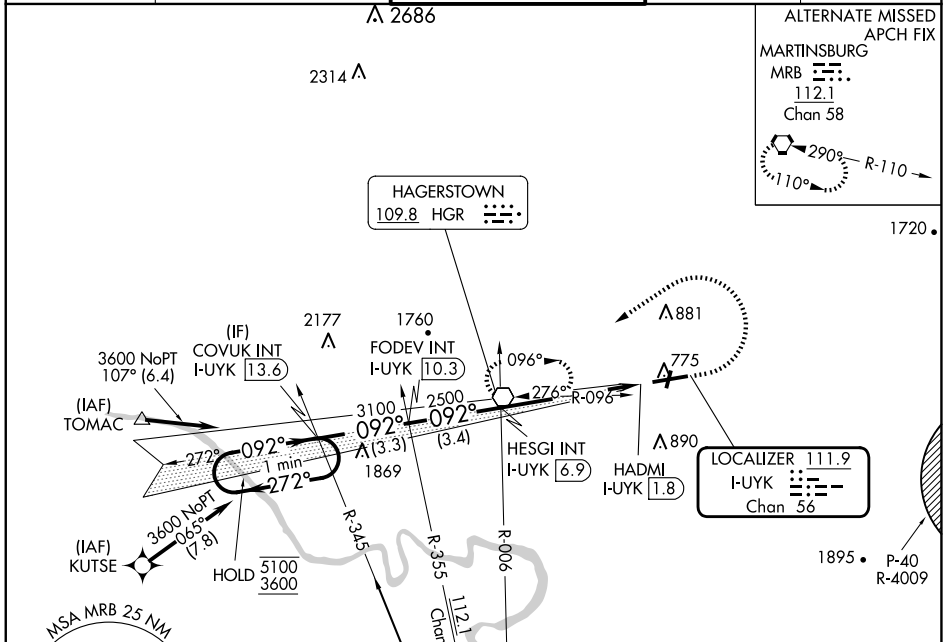 2686
2314
ALTERNATE MISSED
APCH FIX
MARTINSBURG
MRB
112.1
Chan 58
290°
R-110
110°
HAGERSTOWN
109.8 HGR
1720
881
2177
1760
(IF)
COVUK INT
I-UYK 13.6
FODEV INT
I-UYK 10.3
096°
775
3600 NoPT
107° (6.4)
(IAF)
TOMAC
276°
R-096
3100
2500
092°
092°
092°
(3.3)
(3.4)
272°
1 min
272°
1869
HESGI INT
I-UYK 6.9
890
HADMI
I-UYK 1.8
LOCALIZER 111.9
I-UYK
Chan 56
3600 NoPT
065°
(7.8)
(IAF)
KUTSE
HOLD 5100
3600
R-345
R-355
R-006
112.1
Chan
1895
P-40
R-4009
MSA MRB 25 NM